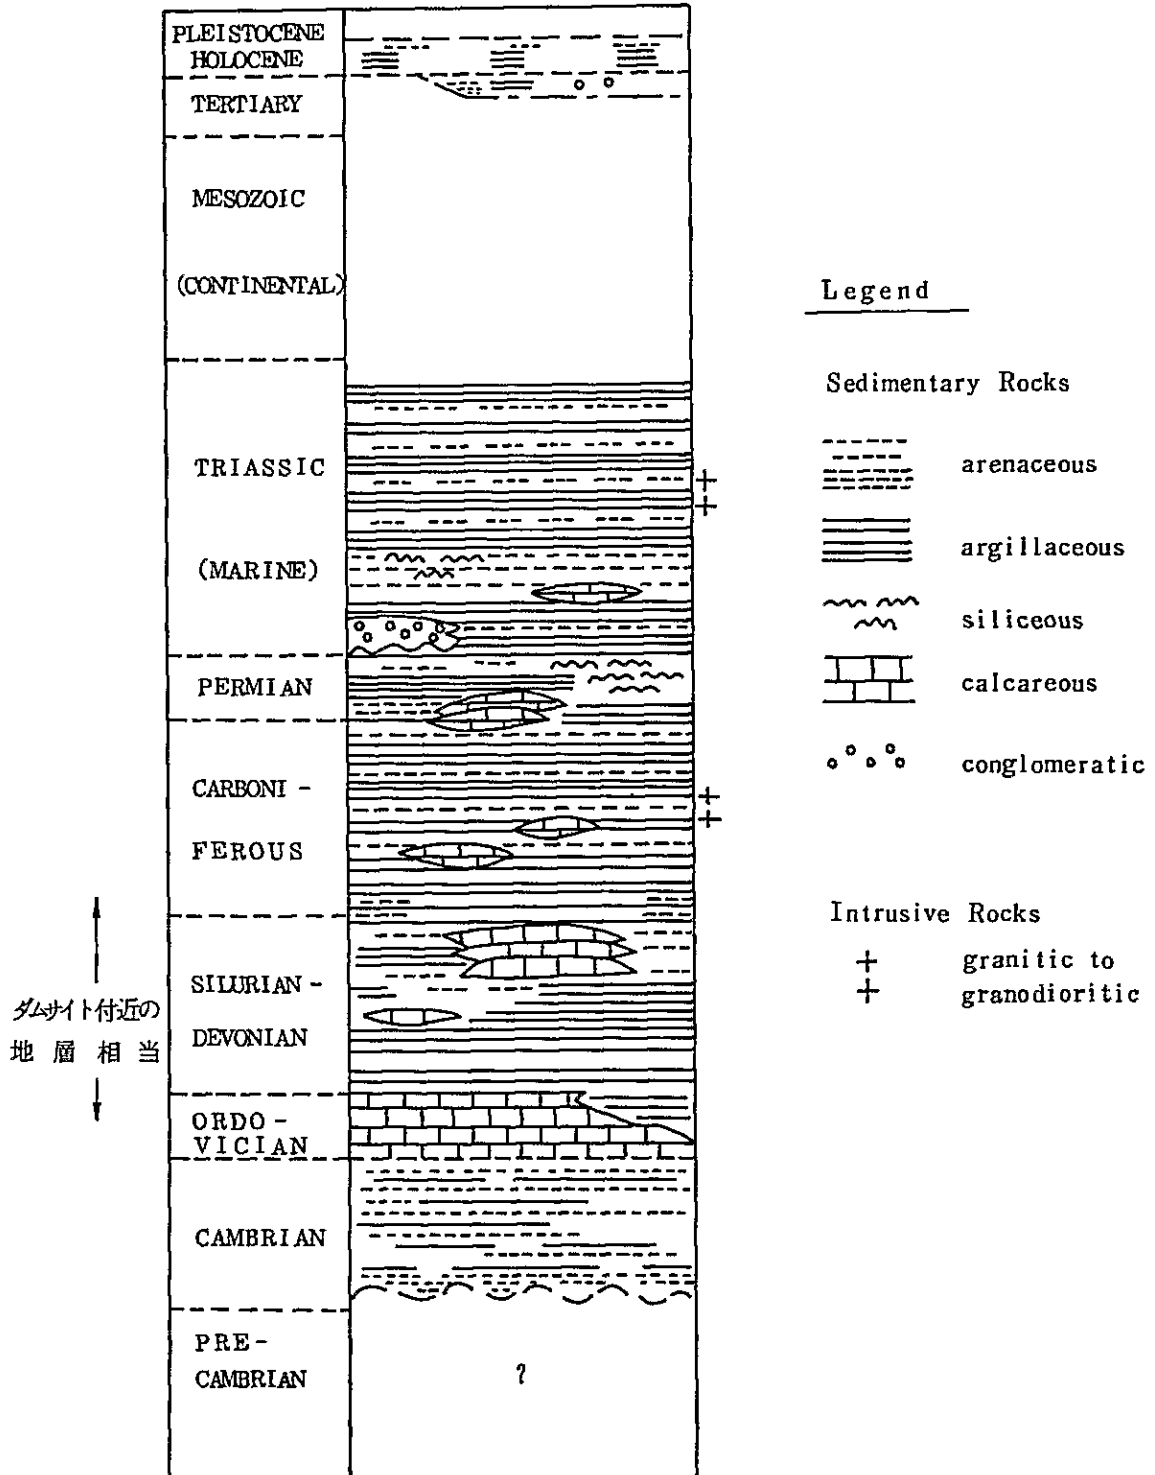 PLEISTOCENE
HOLOCENE
TERTIARY
MESOZOIC
(CONTINENTAL)
TRIASSIC
(MARINE)
PERMIAN
CARBONI-
FEROUS
SILURIAN-
DEVONIAN
ORDO-
VICIAN
CAMBRIAN
PRE-
CAMBRIAN
?
ダムサイト付近の
地層相当
Legend
Sedimentary Rocks
arenaceous
argillaceous
siliceous
calcareous
conglomeratic
Intrusive Rocks
granitic to
granodioritic